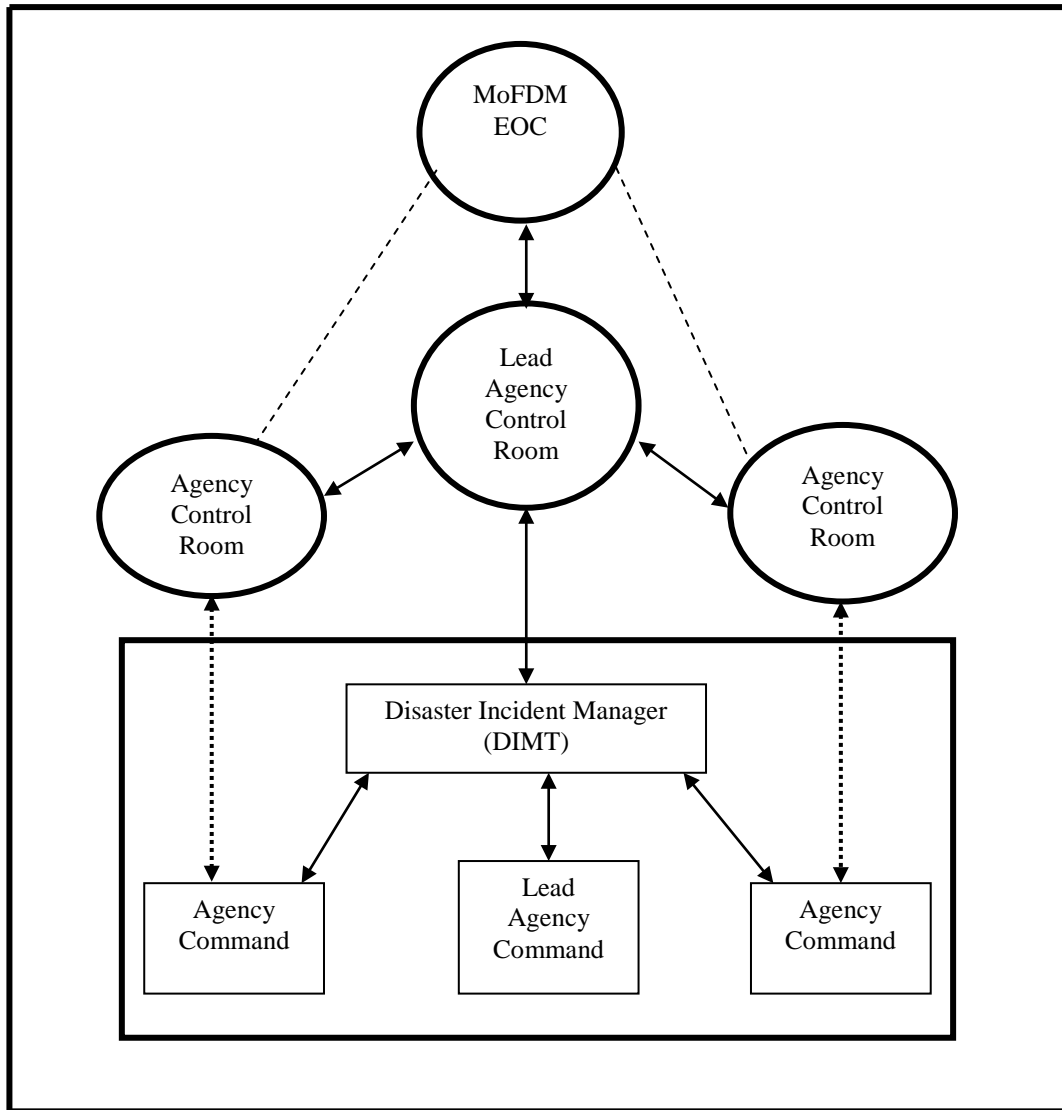 MoFDM
EOC
Lead
Agency
Control
Room
Agency
Control
Room
Agency
Control
Room
Disaster Incident Manager
(DIMT)
Agency
Command
Lead
Agency
Command
Agency
Command